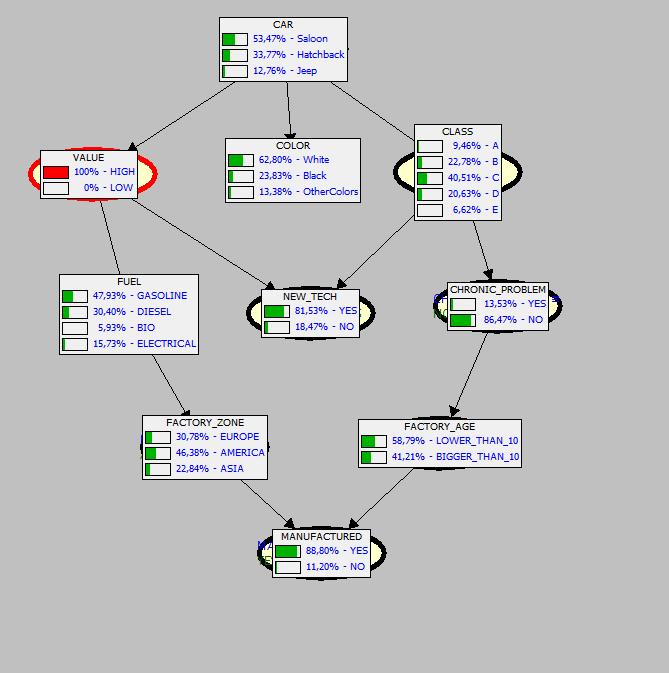 CAR
53,47% - Saloon
33,77% - Hatchback
12,76% - Jeep
VALUE
100% - HIGH
0% - LOW
COLOR
62,80% - White
23,83% - Black
13,38% - OtherColors
CLASS
9,46% - A
22,78% - B
40,51% - C
20,63% - D
6,62% - E
FUEL
47,93% - GASOLINE
30,40% - DIESEL
5,93% - BIO
15,73% - ELECTRICAL
NEW_TECH
81,53% - YES
18,47% - NO
CHRONIC_PROBLEM
13,53% - YES
86,47% - NO
FACTORY_ZONE
30,78% - EUROPE
46,38% - AMERICA
22,84% - ASIA
FACTORY_AGE
58,79% - LOWER_THAN_10
41,21% - BIGGER_THAN_10
MANUFACTURED
88,80% - YES
11,20% - NO